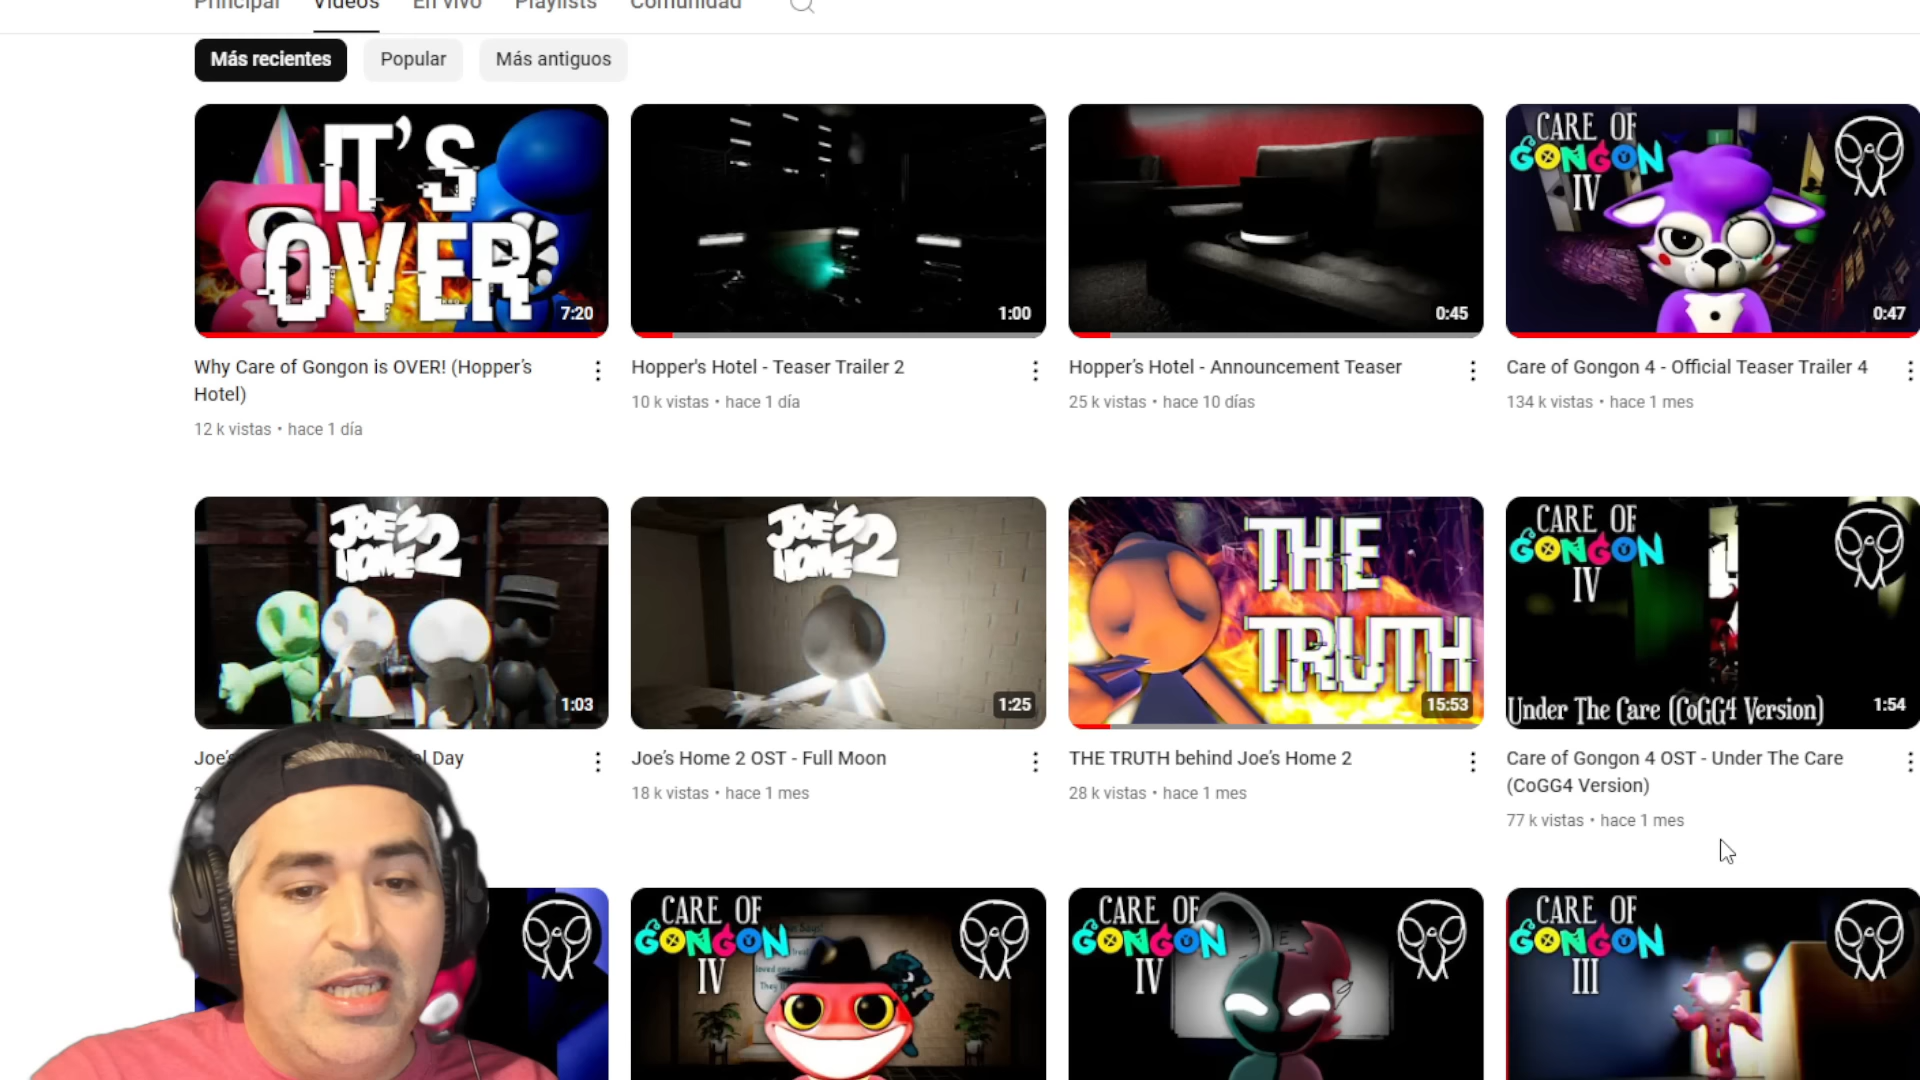 Principal Videos En vivo Playlists Comunidad
Más recientes Popular Más antiguos
IT'S
OVER
7:20
1:00
0:45
CARE OF
GONGON
IV
0:47
Why Care of Gongon is OVER! (Hopper's
Hotel)
12 k vistas • hace 1 día
Hopper's Hotel - Teaser Trailer 2
10 k vistas • hace 1 día
Hopper's Hotel - Announcement Teaser
25 k vistas • hace 10 días
Care of Gongon 4 - Official Teaser Trailer 4
134 k vistas • hace 1 mes
JOE'S
HOME 2
1:03
JOE'S
HOME 2
1:25
THE
TRUTH
15:53
CARE OF
GONGON
IV
Under The Care (CoGG4 Version)
1:54
Joe's
Day
Joe's Home 2 OST - Full Moon
18 k vistas • hace 1 mes
THE TRUTH behind Joe's Home 2
28 k vistas • hace 1 mes
Care of Gongon 4 OST - Under The Care
(CoGG4 Version)
77 k vistas • hace 1 mes
CARE OF
GONGON
IV
CARE OF
GONGON
IV
CARE OF
GONGON
III